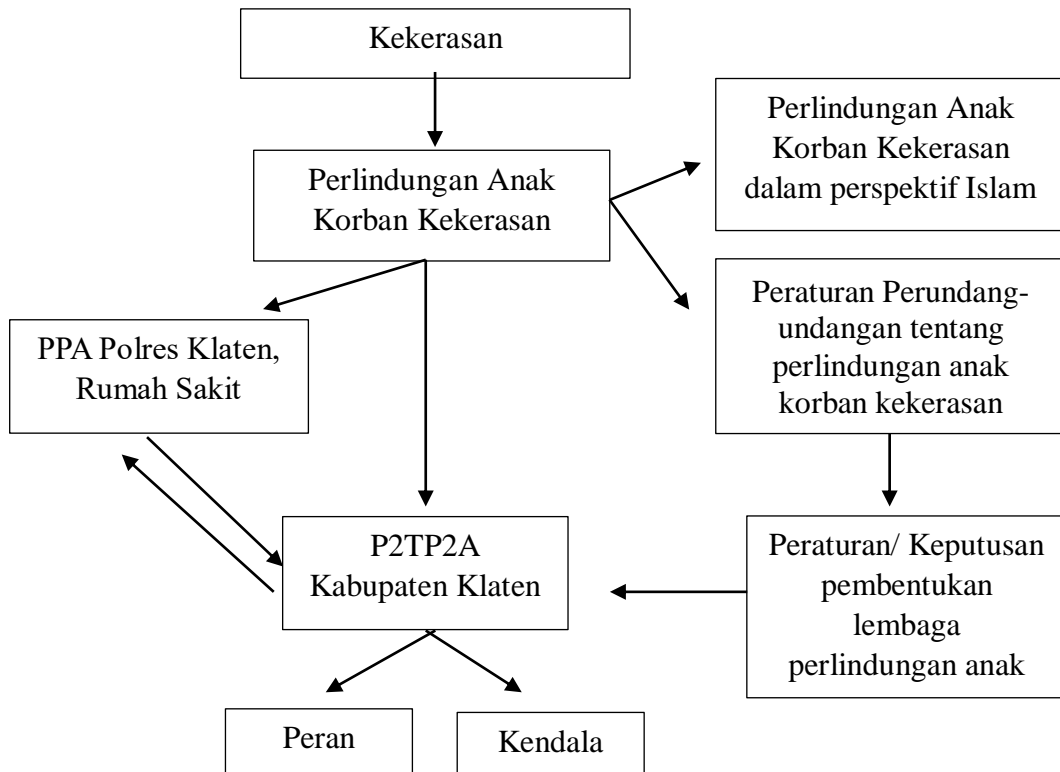 Kekerasan
Perlindungan Anak
Korban Kekerasan
Perlindungan Anak
Korban Kekerasan
dalam perspektif Islam
Peraturan Perundang-
undangan tentang
perlindungan anak
korban kekerasan
PPA Polres Klaten,
Rumah Sakit
P2TP2A
Kabupaten Klaten
Peraturan/ Keputusan
pembentukan
lembaga
perlindungan anak
Peran
Kendala